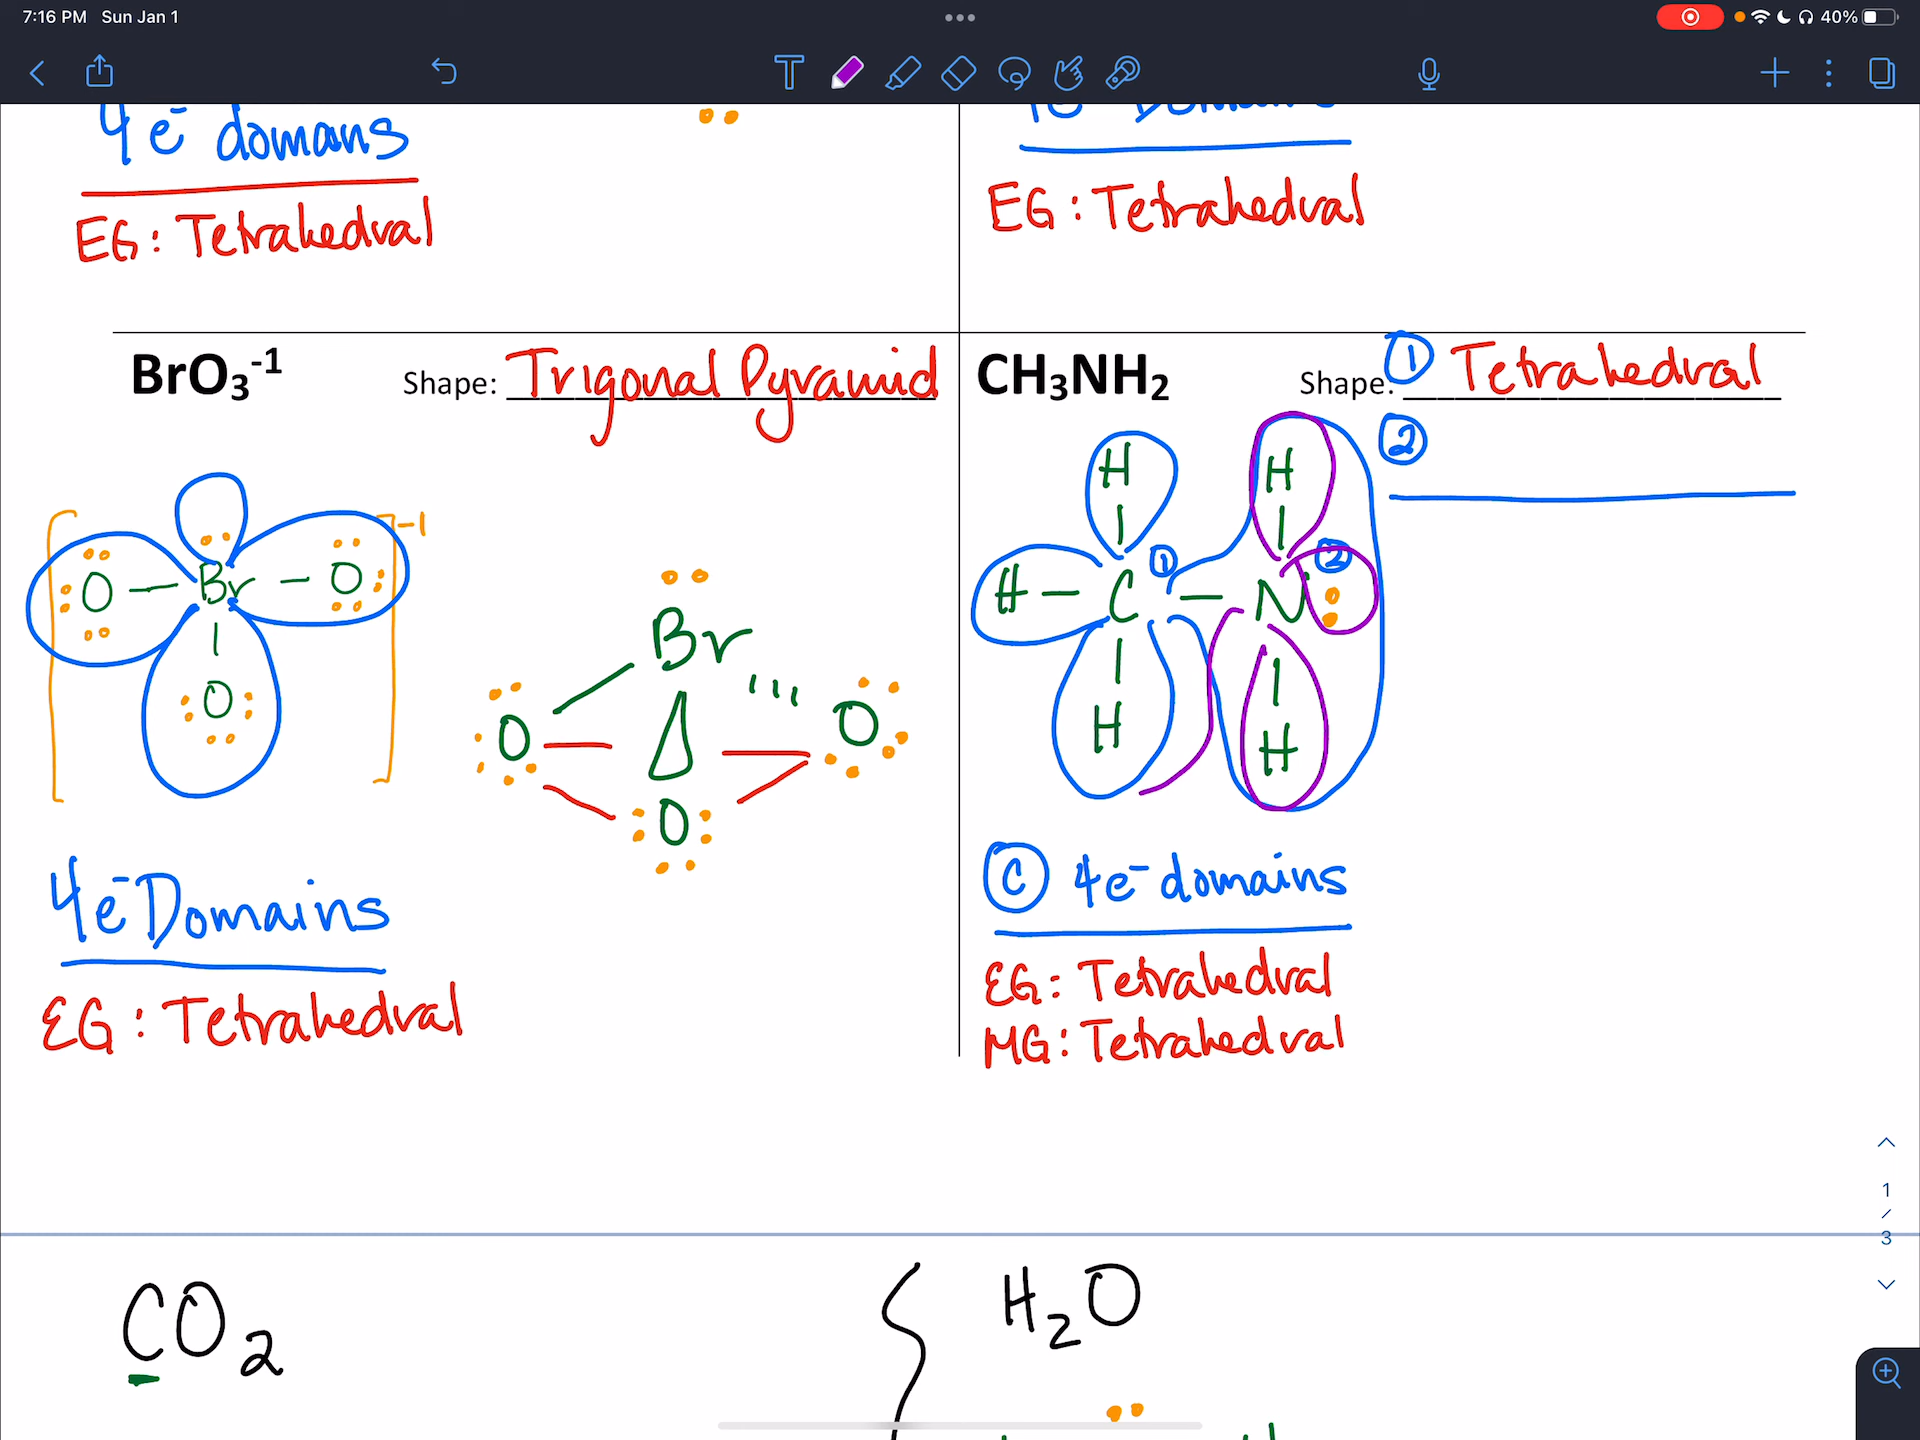 7:16 PM Sun Jan 1
40%
4e⁻ domans
EG: Tetrahedral
EG: Tetrahedral
BrO₃⁻¹ Shape: Trigonal Pyramid
CH₃NH₂ Shape: ① Tetrahedral
②
H H
-1
O — Br — O
H — C ① — N ②
O
H H
Br
O O
O
4e⁻ Domains
EG: Tetrahedral
Ⓒ 4e⁻ domains
EG: Tetrahedral
MG: Tetrahedral
1
/
3
CO₂
H₂O